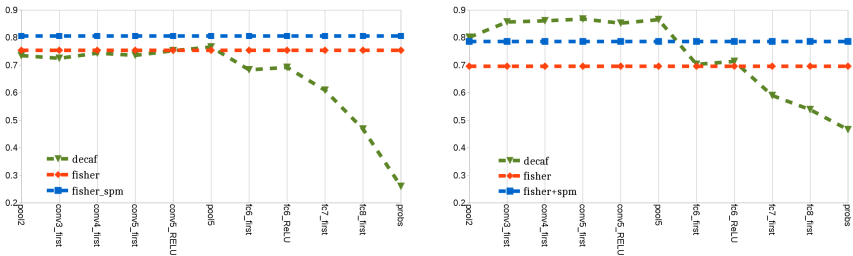 0.9
0.8
0.7
0.6
0.5
0.4
0.3
0.2
decaf
fisher
fisher_spm
pool2
conv3_first
conv4_first
conv5_first
conv5_RELU
pool5
fc6_first
fc6_ReLU
fc7_first
fc8_first
probs
0.9
0.8
0.7
0.6
0.5
0.4
0.3
0.2
decaf
fisher
fisher+spm
pool2
conv3_first
conv4_first
conv5_first
conv5_RELU
pool5
fc6_first
fc6_ReLU
fc7_first
fc8_first
probs